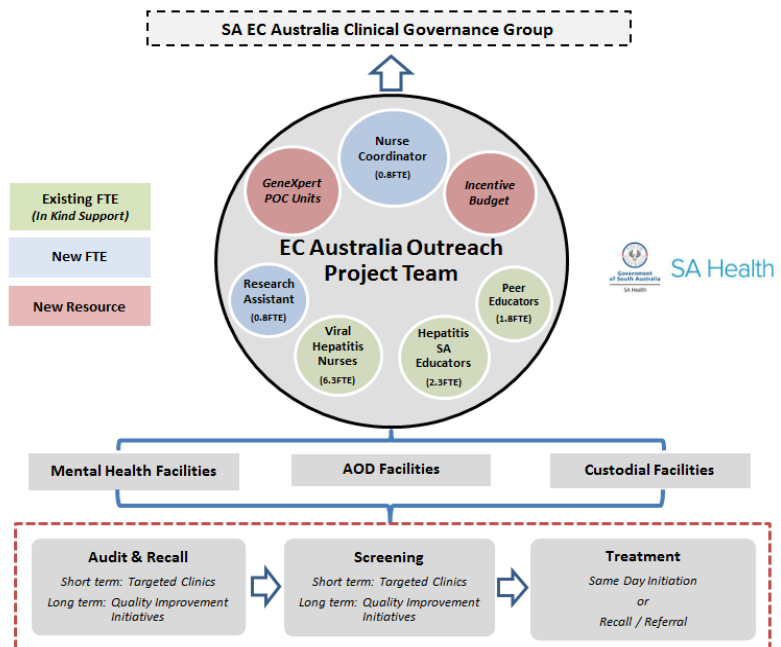 SA EC Australia Clinical Governance Group
Nurse
Coordinator
(0.8FTE)
GeneXpert
POC Units
Incentive
Budget
Existing FTE
(In Kind Support)
New FTE
New Resource
EC Australia Outreach
Project Team
Government
of South Australia
SA Health
SA Health
Research
Assistant
(0.8FTE)
Peer
Educators
(1.8FTE)
Viral
Hepatitis
Nurses
(6.3FTE)
Hepatitis
SA
Educators
(2.3FTE)
Mental Health Facilities
AOD Facilities
Custodial Facilities
Audit & Recall
Short term: Targeted Clinics
Long term: Quality Improvement
Initiatives
Screening
Short term: Targeted Clinics
Long term: Quality Improvement
Initiatives
Treatment
Same Day Initiation
or
Recall / Referral